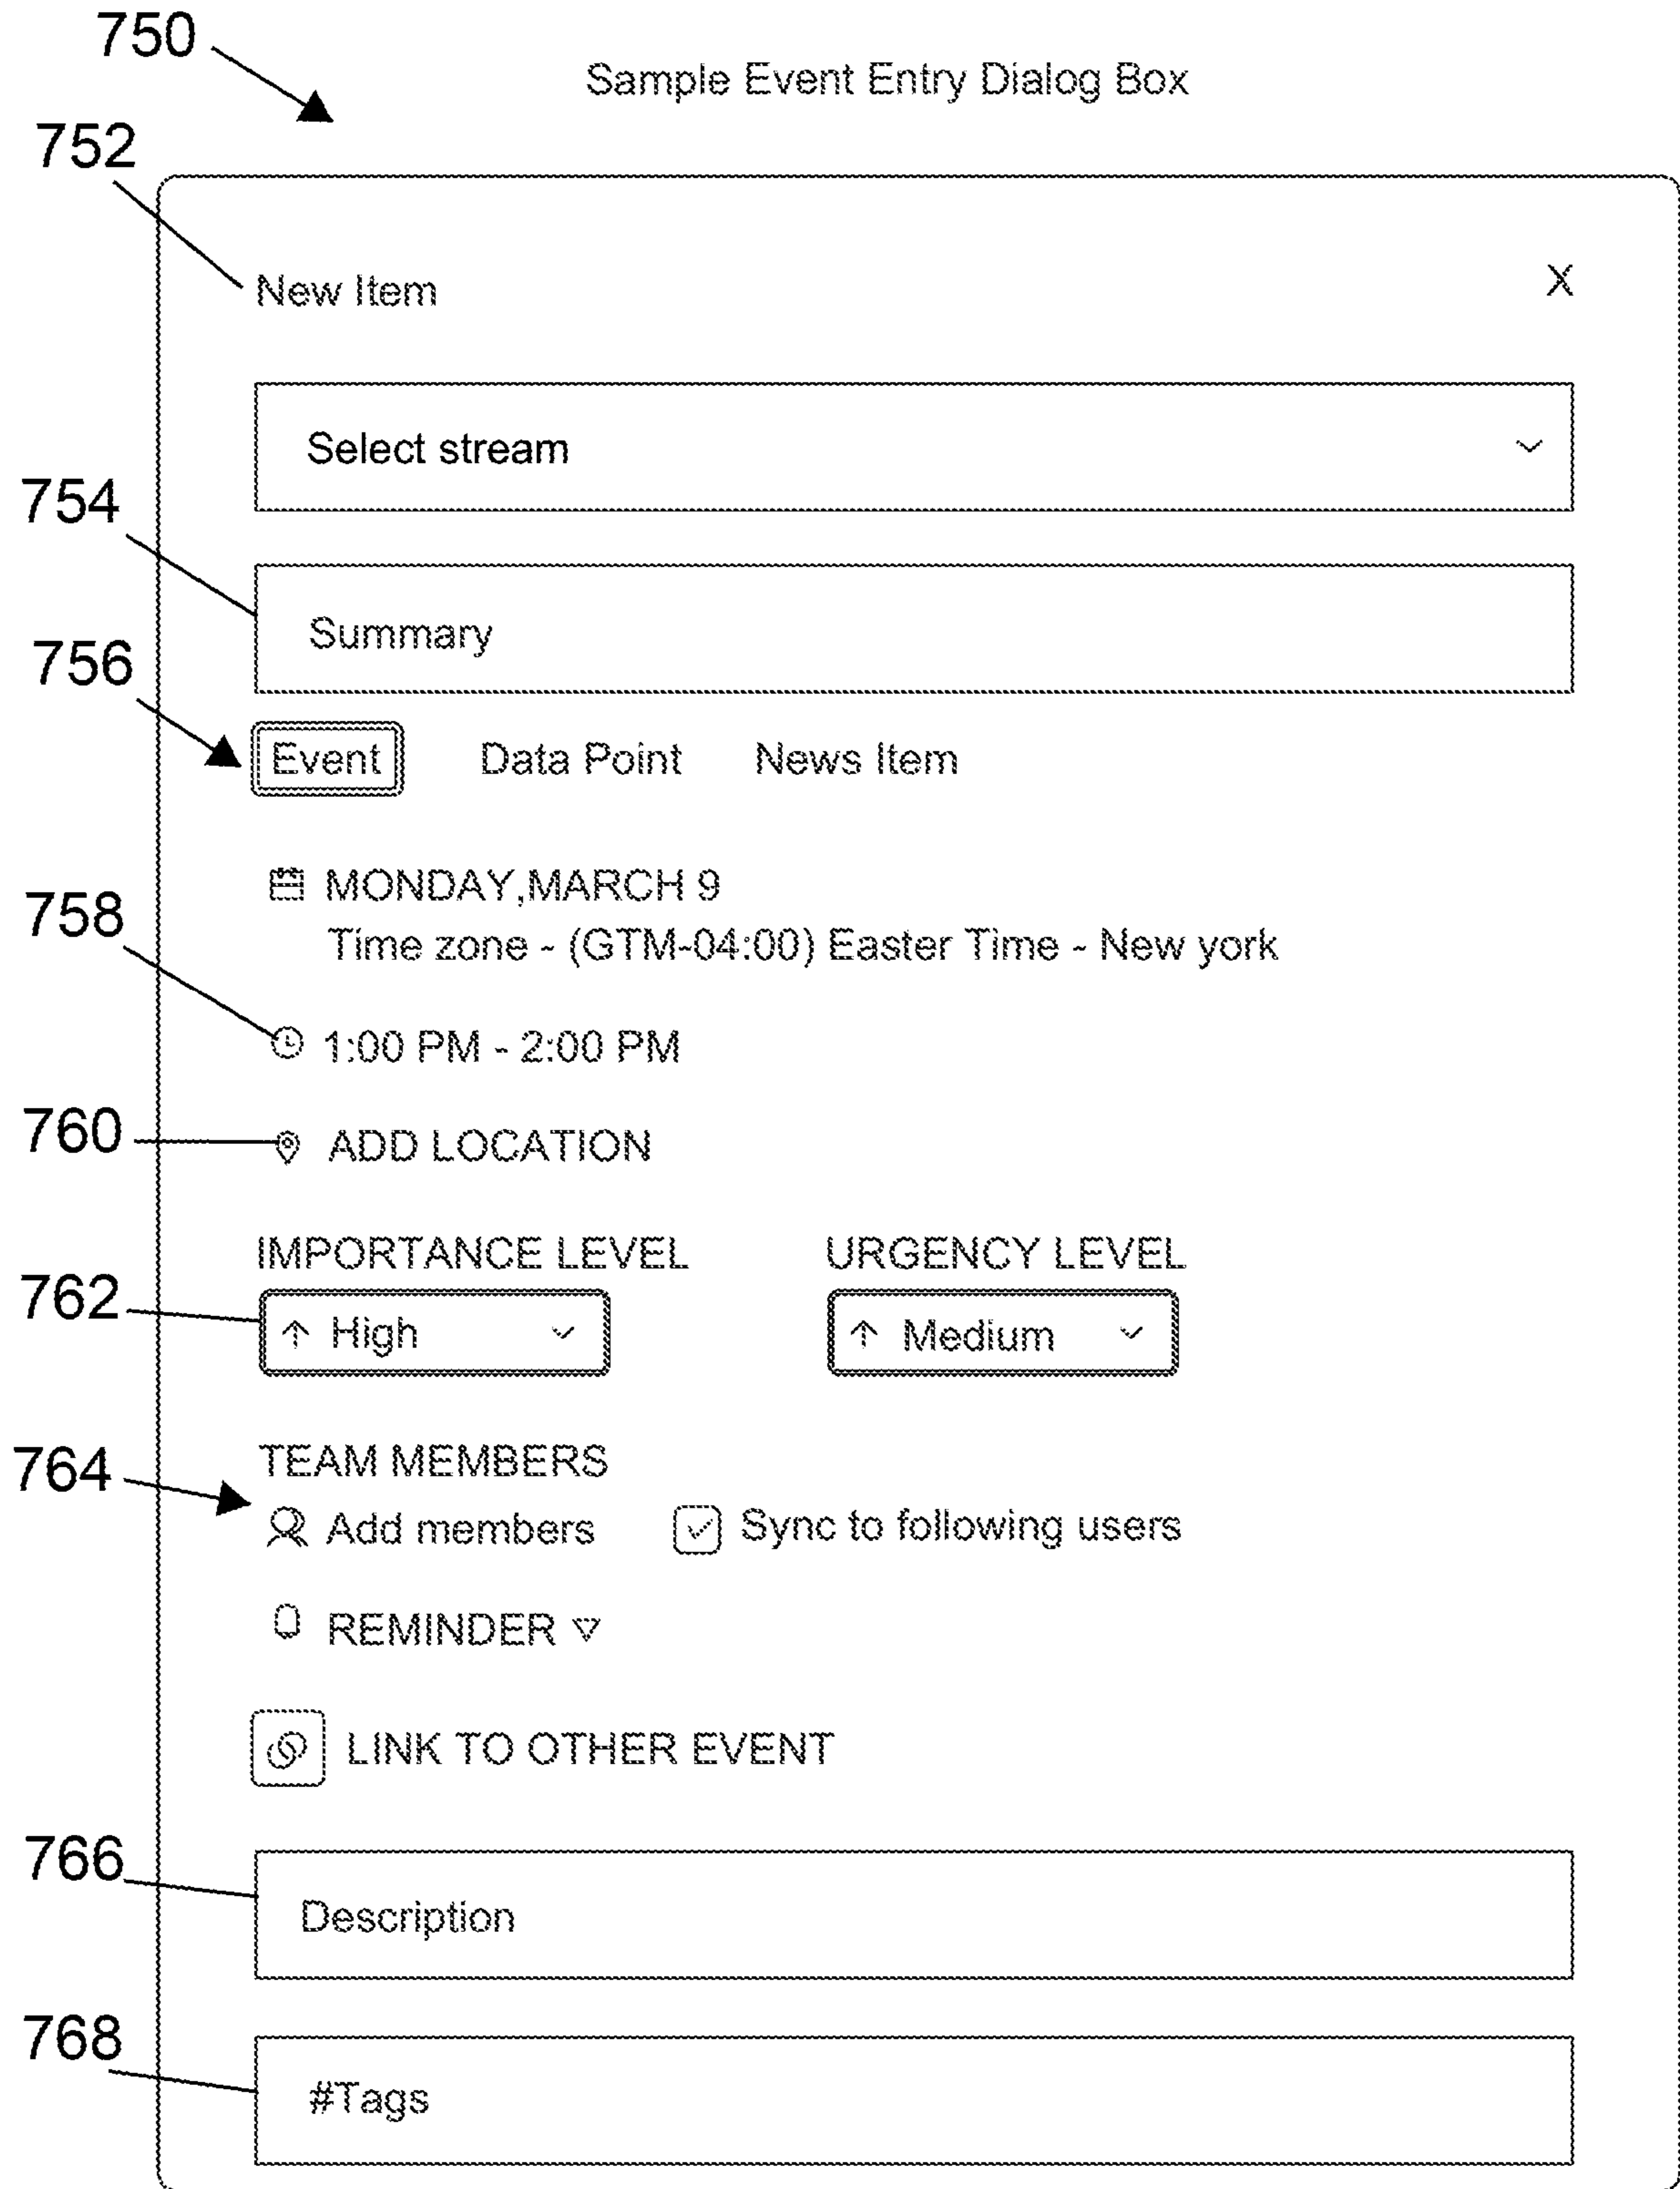 750
Sample Event Entry Dialog Box
752
New Item X
Select stream
754
Summary
756
Event Data Point News Item
MONDAY,MARCH 9
758
Time zone - (GTM-04:00) Easter Time - New york
1:00 PM - 2:00 PM
760
ADD LOCATION
IMPORTANCE LEVEL URGENCY LEVEL
762
High Medium
764
TEAM MEMBERS
Add members Sync to following users
REMINDER
LINK TO OTHER EVENT
766
Description
768
#Tags